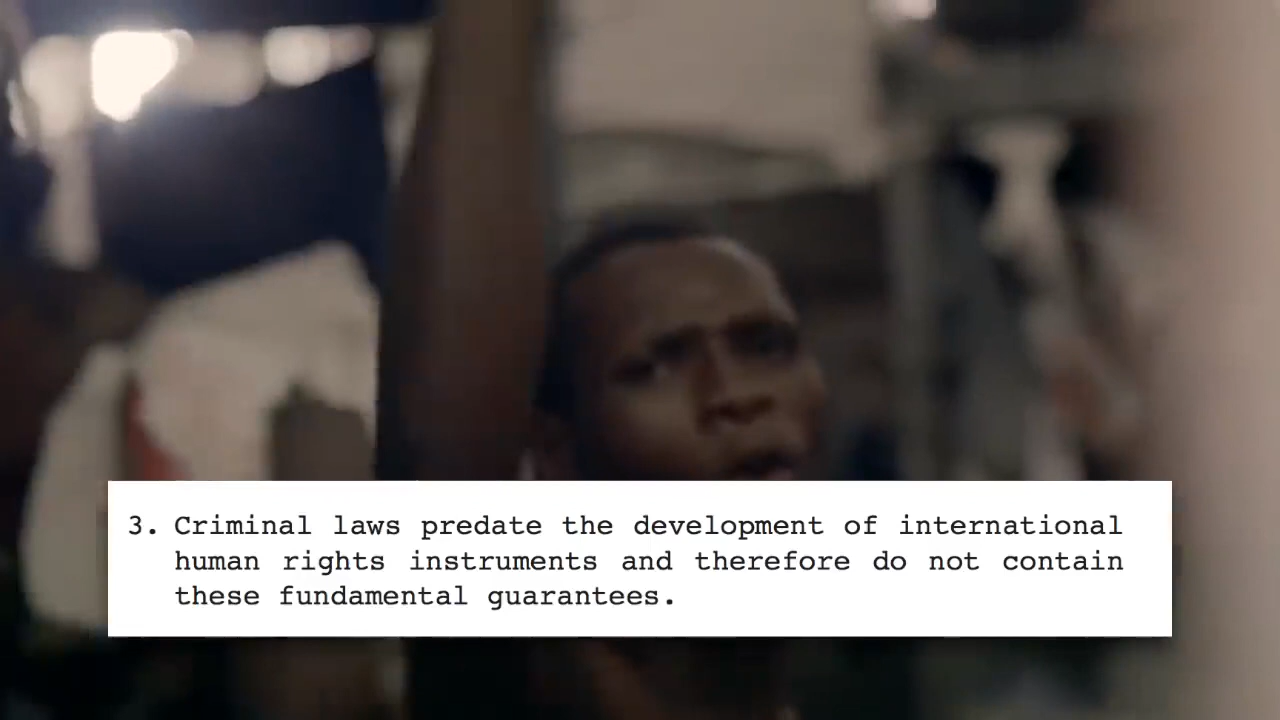 3. Criminal laws predate the development of international
human rights instruments and therefore do not contain
these fundamental guarantees.